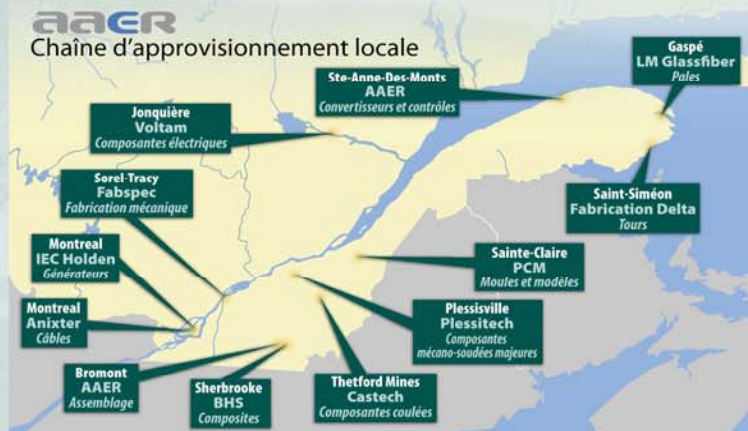 aaER
Chaîne d'approvisionnement locale
Gaspé
LM Glassfiber
Pales
Ste-Anne-Des-Monts
AAER
Convertisseurs et contrôles
Jonquière
Voltam
Composantes électriques
Sorel-Tracy
Fabspec
Fabrication mécanique
Saint-Siméon
Fabrication Delta
Tours
Montreal
IEC Holden
Générateurs
Sainte-Claire
PCM
Moules et modèles
Montreal
Anixter
Câbles
Plessisville
Plessitech
Composantes
mécano-soudées majeures
Bromont
AAER
Assemblage
Sherbrooke
BHS
Composites
Thetford Mines
Castech
Composantes coulées